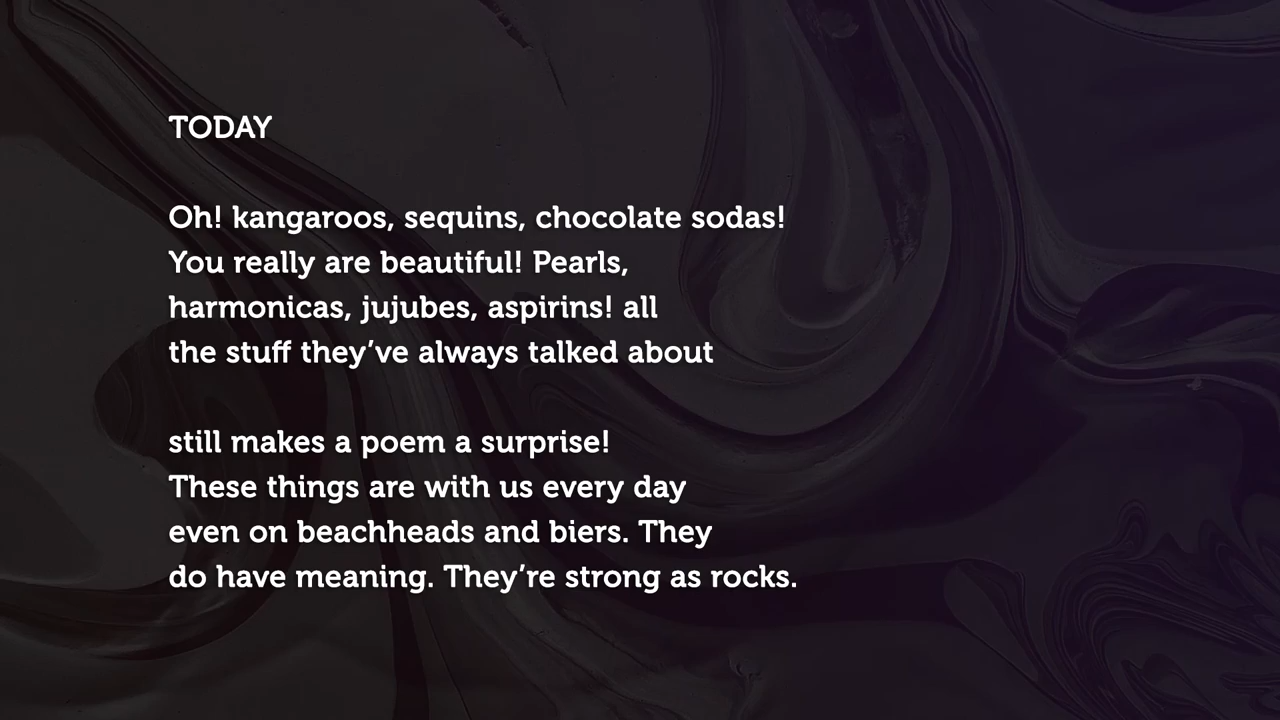 TODAY
Oh! kangaroos, sequins, chocolate sodas!
You really are beautiful! Pearls,
harmonicas, jujubes, aspirins! all
the stuff they’ve always talked about
still makes a poem a surprise!
These things are with us every day
even on beachheads and biers. They
do have meaning. They’re strong as rocks.